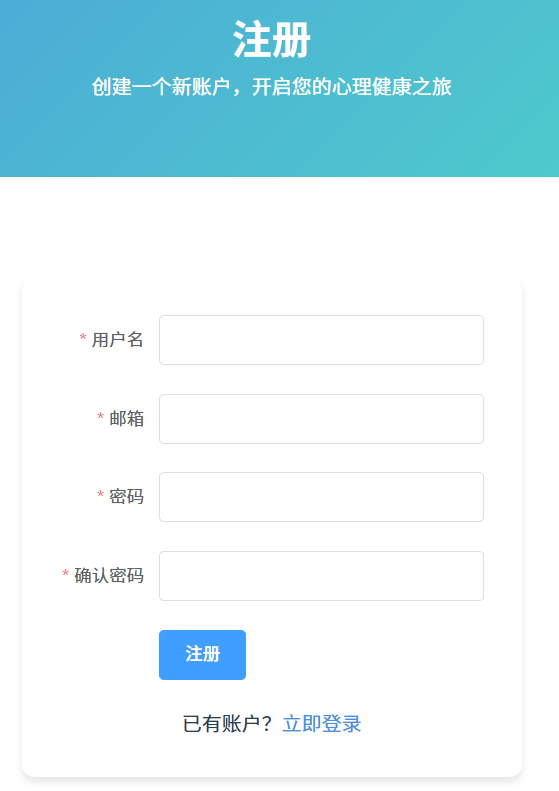 注册
创建一个新账户，开启您的心理健康之旅
* 用户名
* 邮箱
* 密码
* 确认密码
注册
已有账户？立即登录